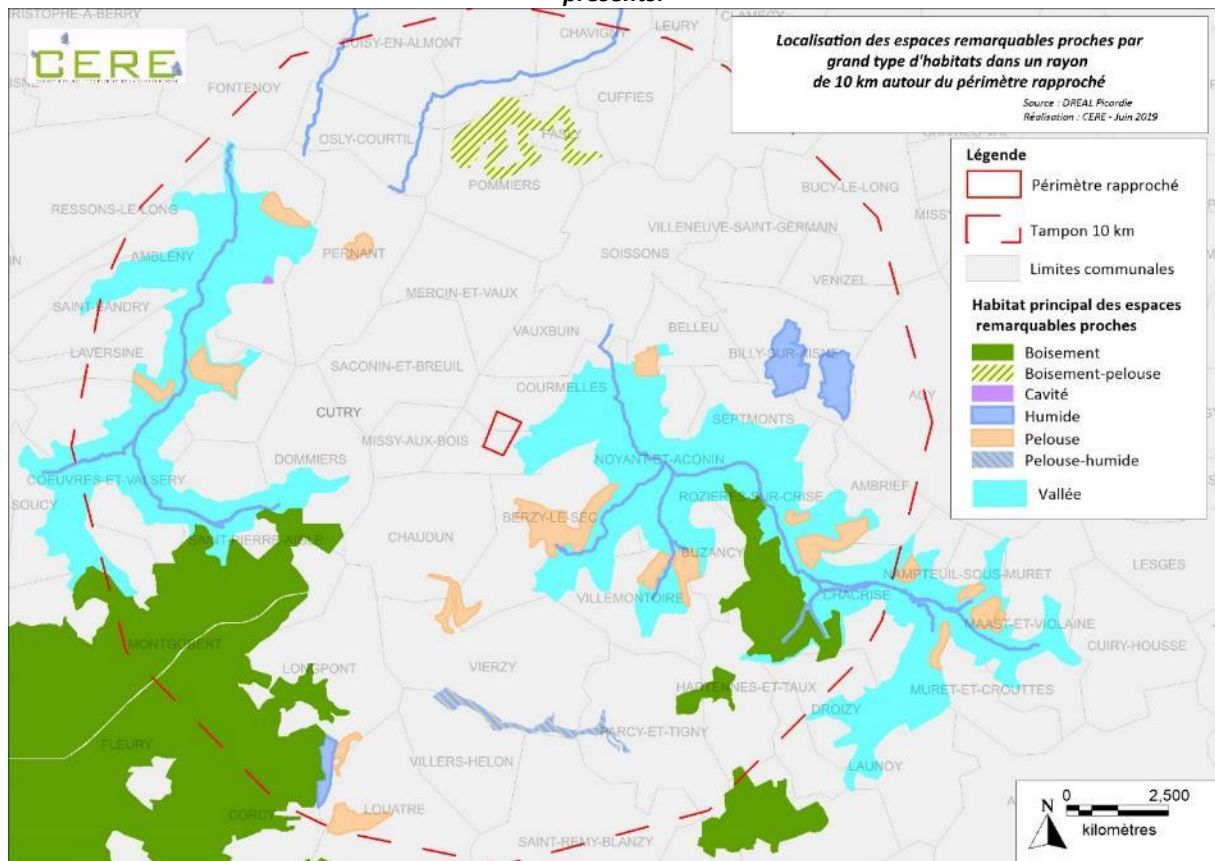 présents.
CERE
Localisation des espaces remarquables proches par
grand type d'habitats dans un rayon
de 10 km autour du périmètre rapproché
Source : DREAL Picardie
Réalisation : CERE - Juin 2019
CHAVIGNY
LEURY
FONTENOY
CUFFIES
OSLY-COURTIL
PASLY
POMMIERS
BUCY-LE-LONG
RESSONS-LE-LONG
VILLENEUVE-SAINT-GERMAIN
AMBLENY
PERNANT
SOISSONS
VENIZEL
MERCIN-ET-VAUX
SAINT-BANDRY
VAUXBUIN
BELLEU
BILLY-SUR-AISNE
LAVERSINE
SACONIN-ET-BREUIL
COURMELLES
ACY
CUTRY
SEPTMONTS
MISSY-AUX-BOIS
DOMMIERS
NOYANT-ET-ACONIN
COEUVRES-ET-VALSERY
SOUCY
ROZIERES-SUR-CRISE
AMBRIEF
BERZY-LE-SEC
CHAUDUN
SAINT-PIERRE-AIGLE
BUZANCY
NAMPTEUIL-SOUS-MURET
LESGES
VILLEMONTOIRE
CHACRISE
MAAST-ET-VIOLAINE
MONTGOBERT
CUIRY-HOUSSE
LONGPONT
VIERZY
HARTENNES-ET-TAUX
MURET-ET-CROUTTES
DROIZY
PARCY-ET-TIGNY
FLEURY
VILLERS-HELON
LAUNOY
CORCY
LOUATRE
SAINT-REMY-BLANZY
Légende
Périmètre rapproché
Tampon 10 km
Limites communales
Habitat principal des espaces
remarquables proches
Boisement
Boisement-pelouse
Cavité
Humide
Pelouse
Pelouse-humide
Vallée
N
0 2,500
kilomètres